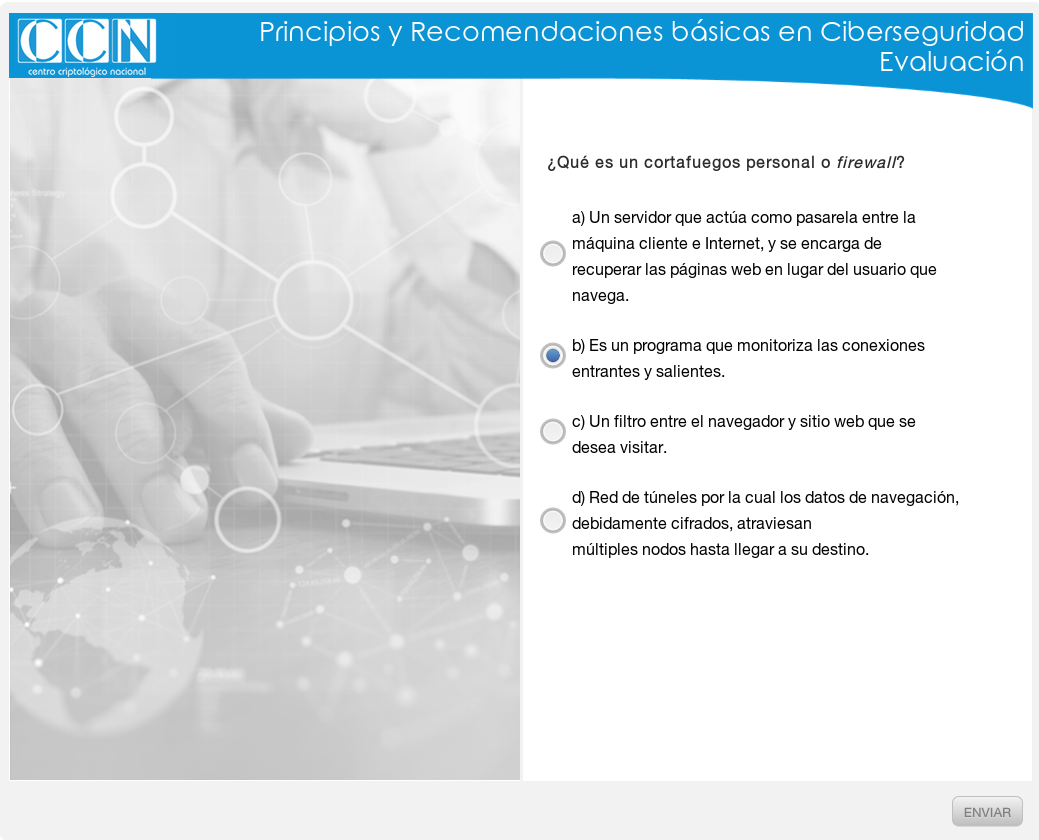 CCN
centro criptológico nacional
Principios y Recomendaciones básicas en Ciberseguridad
Evaluación
¿Qué es un cortafuegos personal o firewall?
a) Un servidor que actúa como pasarela entre la
máquina cliente e Internet, y se encarga de
recuperar las páginas web en lugar del usuario que
navega.
b) Es un programa que monitoriza las conexiones
entrantes y salientes.
c) Un filtro entre el navegador y sitio web que se
desea visitar.
d) Red de túneles por la cual los datos de navegación,
debidamente cifrados, atraviesan
múltiples nodos hasta llegar a su destino.
ENVIAR